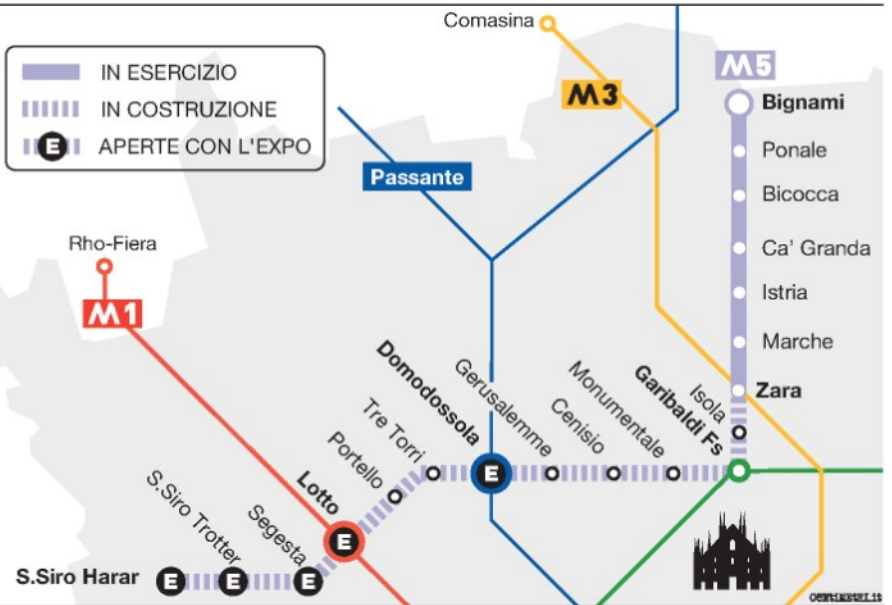 Comasina
IN ESERCIZIO
IN COSTRUZIONE
E APERTE CON L'EXPO
M5
M3
Bignami
Ponale
Passante
Bicocca
Rho-Fiera
Ca' Granda
Istria
M1
Marche
Zara
Isola
Garibaldi Fs
Monumentale
Cenisio
Gerusalemme
Domodossola
E
Tre Torri
Portello
Lotto
E
Segesta
E
S.Siro Trotter
E
S.Siro Harar
E
centimetri.it